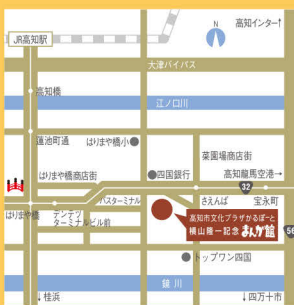 N
高知インター↑
JR高知駅
大津バイパス
高知橋
江ノ口川
蓮池町通
はりまや橋小
菜園場商店街
はりまや橋商店街
四国銀行
高知龍馬空港→
32
バスターミナル
さえんば
宝永町
はりまや橋
デンテツ
ターミナルビル前
高知市文化プラザかるぽーと
横山隆一記念 まんが館
56
トップワン四国
鏡川
↓桂浜
↓四万十市